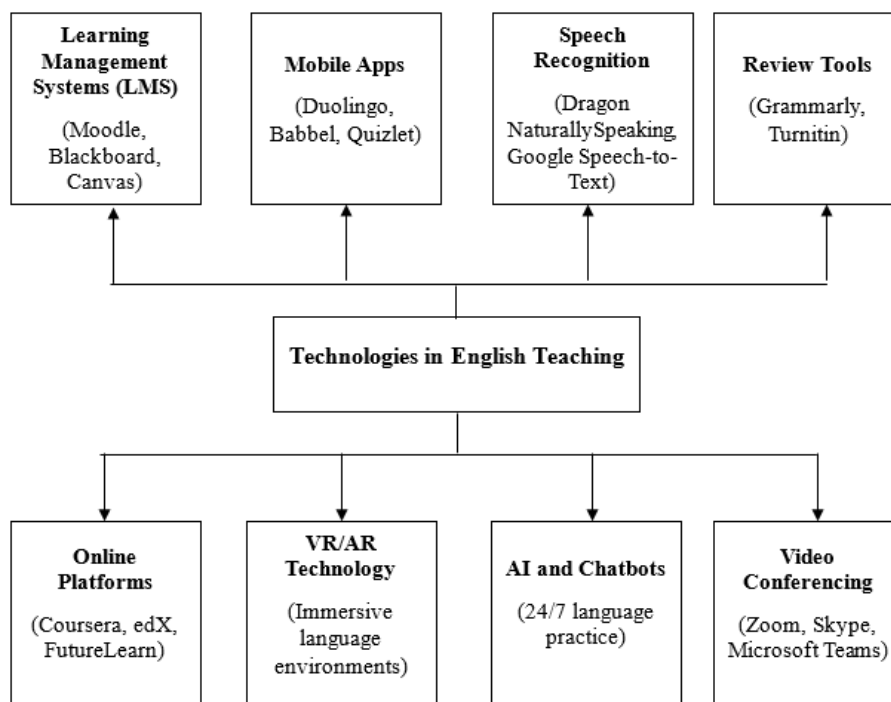 Learning
Management
Systems (LMS)
(Moodle,
Blackboard,
Canvas)
Mobile Apps
(Duolingo,
Babbel, Quizlet)
Speech
Recognition
(Dragon
NaturallySpeaking,
Google Speech-to-
Text)
Review Tools
(Grammarly,
Turnitin)
Technologies in English Teaching
Online
Platforms
(Coursera, edX,
FutureLearn)
VR/AR
Technology
(Immersive
language
environments)
AI and Chatbots
(24/7 language
practice)
Video
Conferencing
(Zoom, Skype,
Microsoft Teams)